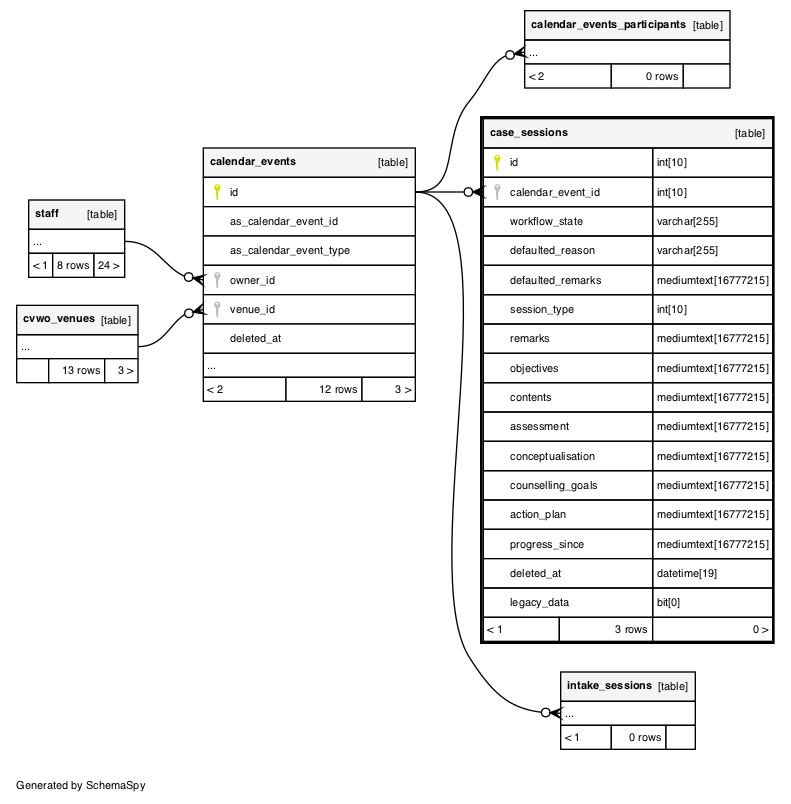 calendar_events_participants [table]
...
< 2 0 rows
case_sessions [table]
id int[10]
calendar_event_id int[10]
workflow_state varchar[255]
defaulted_reason varchar[255]
defaulted_remarks mediumtext[16777215]
session_type int[10]
remarks mediumtext[16777215]
objectives mediumtext[16777215]
contents mediumtext[16777215]
assessment mediumtext[16777215]
conceptualisation mediumtext[16777215]
counselling_goals mediumtext[16777215]
action_plan mediumtext[16777215]
progress_since mediumtext[16777215]
deleted_at datetime[19]
legacy_data bit[0]
< 1 3 rows 0 >
calendar_events [table]
id
as_calendar_event_id
as_calendar_event_type
owner_id
venue_id
deleted_at
...
< 2 12 rows 3 >
staff [table]
...
< 1 8 rows 24 >
cvwo_venues [table]
...
13 rows 3 >
intake_sessions [table]
...
< 1 0 rows
Generated by SchemaSpy